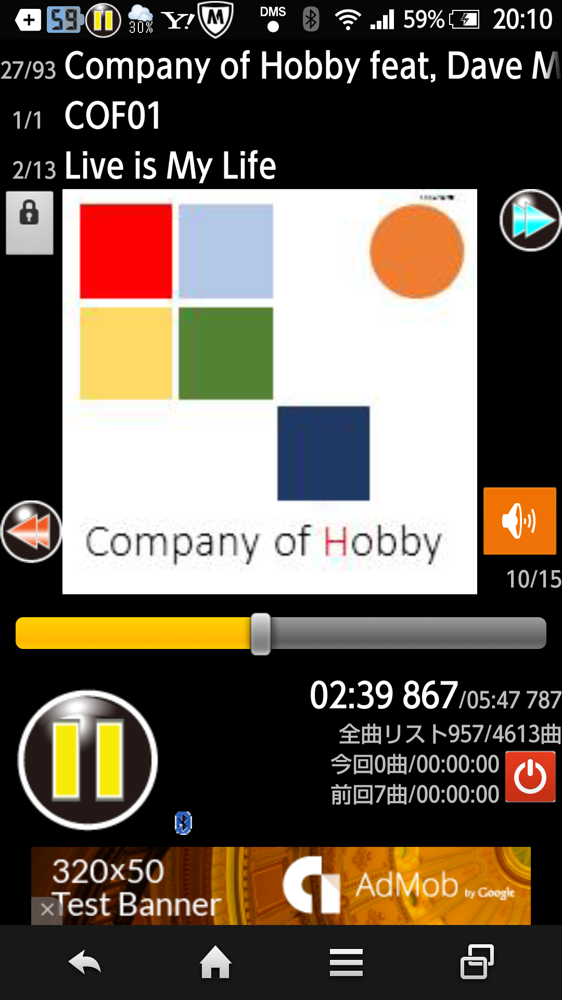 59
30%
Y!
M
DMS
59%
20:10
27/93 Company of Hobby feat, Dave M
1/1 COF01
2/13 Live is My Life
Company of Hobby
10/15
02:39 867/05:47 787
全曲リスト957/4613曲
今回0曲/00:00:00
前回7曲/00:00:00
320x50
Test Banner
AdMob by Google